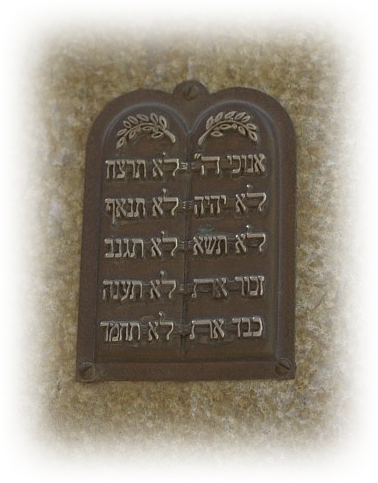 אנוכי ה' לא תרצח
לא יהיה לא תנאף
לא תשא לא תגנב
זכור את לא תענה
כבד את לא תחמד